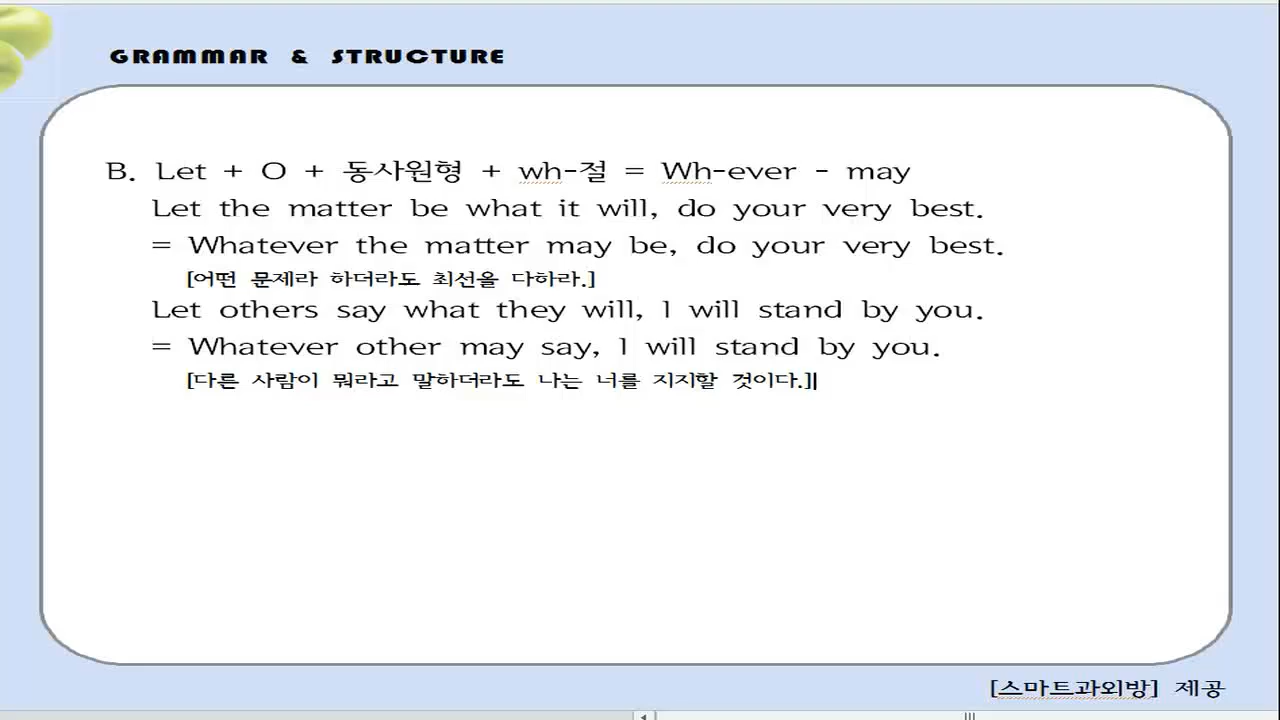 GRAMMAR & STRUCTURE
B. Let + O + 동사원형 + wh-절 = Wh-ever - may
Let the matter be what it will, do your very best.
= Whatever the matter may be, do your very best.
[어떤 문제라 하더라도 최선을 다하라.]
Let others say what they will, I will stand by you.
= Whatever other may say, I will stand by you.
[다른 사람이 뭐라고 말하더라도 나는 너를 지지할 것이다.]
[스마트과외방] 제공